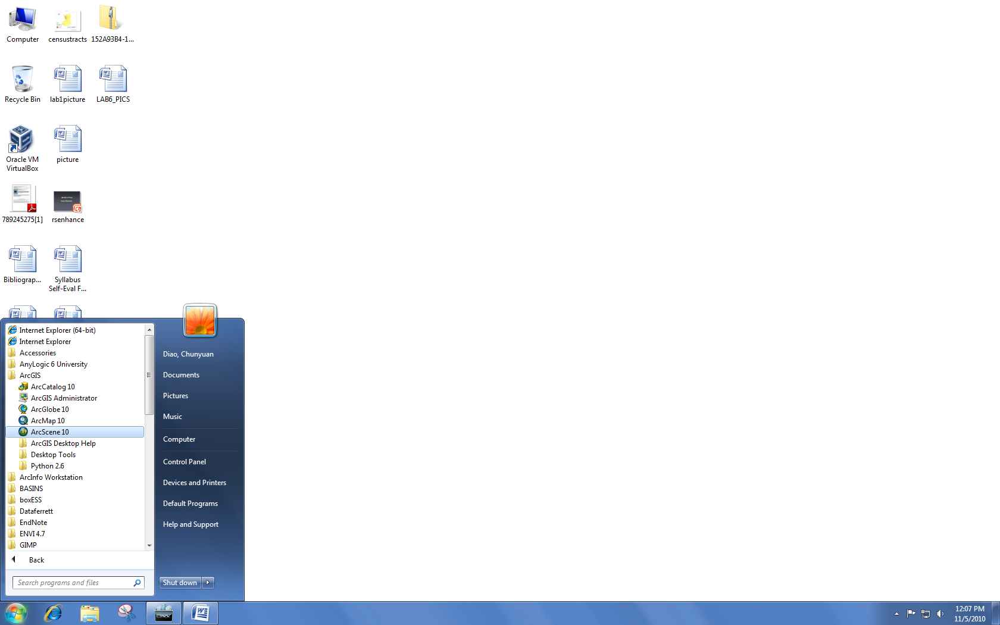 Computer
censustracts
152A93B4-1...
Recycle Bin
lab1picture
LAB6_PICS
Oracle VM
VirtualBox
picture
789245275[1]
rsenhance
Bibliograp...
Syllabus
Self-Eval F...
Internet Explorer (64-bit)
Internet Explorer
Accessories
AnyLogic 6 University
ArcGIS
ArcCatalog 10
ArcGIS Administrator
ArcGlobe 10
ArcMap 10
ArcScene 10
ArcGIS Desktop Help
Desktop Tools
Python 2.6
ArcInfo Workstation
BASINS
boxESS
Dataferrett
EndNote
ENVI 4.7
GIMP
Back
Search programs and files
Diao, Chunyuan
Documents
Pictures
Music
Computer
Control Panel
Devices and Printers
Default Programs
Help and Support
Shut down
12:07 PM
11/5/2010